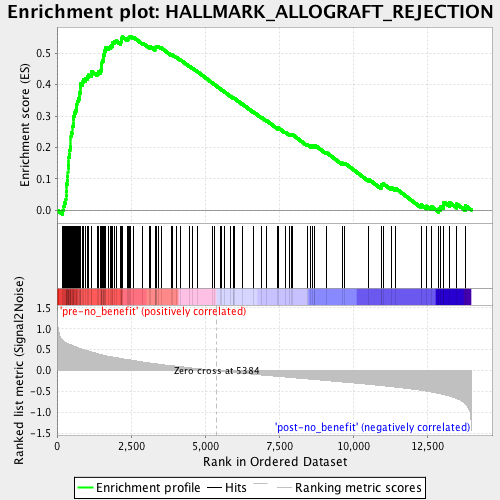 Enrichment plot: HALLMARK_ALLOGRAFT_REJECTION
Enrichment score (ES)
0.5
0.4
0.3
0.2
0.1
0.0
Ranked list metric (Signal2Noise)
1.5
1.0
0.5
0.0
-0.5
-1.0
-1.5
'pre-no_benefit' (positively correlated)
Zero cross at 5384
'post-no_benefit' (negatively correlated)
0
2,500
5,000
7,500
10,000
12,500
Rank in Ordered Dataset
Enrichment profile
Hits
Ranking metric scores